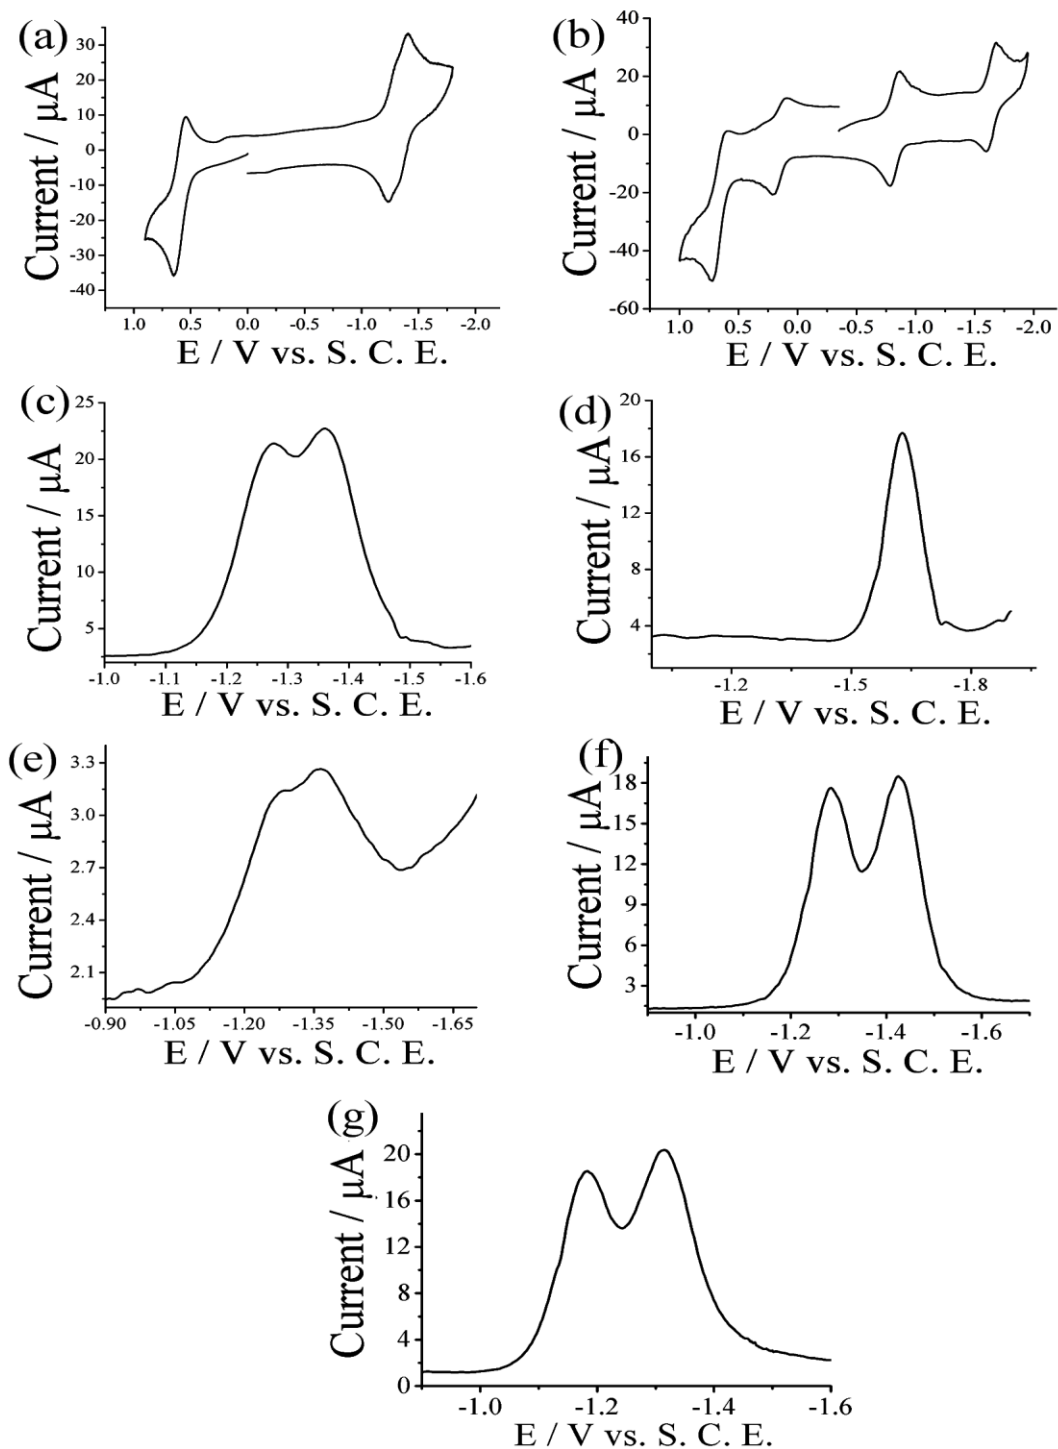 (a)
Current / μA
30
20
10
0
-10
-20
-30
-40
1.0 0.5 0.0 -0.5 -1.0 -1.5 -2.0
E / V vs. S. C. E.
(b)
Current / μA
40
20
0
-20
-40
-60
1.0 0.5 0.0 -0.5 -1.0 -1.5 -2.0
E / V vs. S. C. E.
(c)
Current / μA
25
20
15
10
5
-1.0 -1.1 -1.2 -1.3 -1.4 -1.5 -1.6
E / V vs. S. C. E.
(d)
Current / μA
20
16
12
8
4
-1.2 -1.5 -1.8
E / V vs. S. C. E.
(e)
Current / μA
3.3
3.0
2.7
2.4
2.1
-0.90 -1.05 -1.20 -1.35 -1.50 -1.65
E / V vs. S. C. E.
(f)
Current / μA
18
15
12
9
6
3
-1.0 -1.2 -1.4 -1.6
E / V vs. S. C. E.
(g)
Current / μA
20
16
12
8
4
0
-1.0 -1.2 -1.4 -1.6
E / V vs. S. C. E.